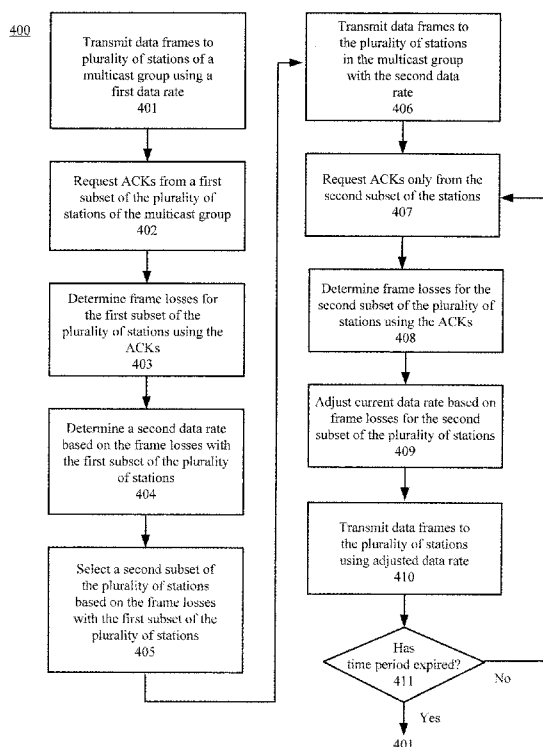 400
Transmit data frames to
plurality of stations of a
multicast group using a
first data rate
401
Request ACKs from a first
subset of the plurality of
stations of the multicast group
402
Determine frame losses for
the first subset of the
plurality of stations using the
ACKs
403
Determine a second data rate
based on the frame losses with
the first subset of the plurality
of stations
404
Select a second subset of
the plurality of stations
based on the frame losses
with the first subset of the
plurality of stations
405
Transmit data frames to
the plurality of stations
in the multicast group
with the second data
rate
406
Request ACKs only from the
second subset of the stations
407
Determine frame losses for the
second subset of the plurality of
stations using the ACKs
408
Adjust current data rate based on
frame losses for the second
subset of the plurality of stations
409
Transmit data frames to
the plurality of stations
using adjusted data rate
410
Has
time period expired?
411
No
Yes
401